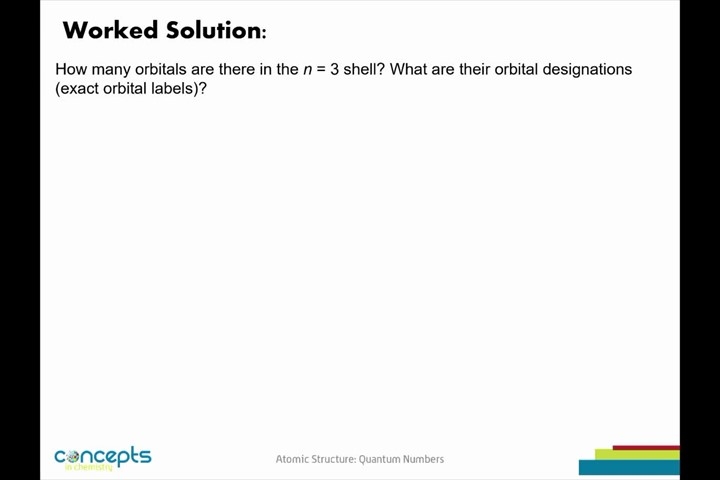 Worked Solution:
How many orbitals are there in the n = 3 shell? What are their orbital designations
(exact orbital labels)?
concepts
in chemistry
Atomic Structure: Quantum Numbers